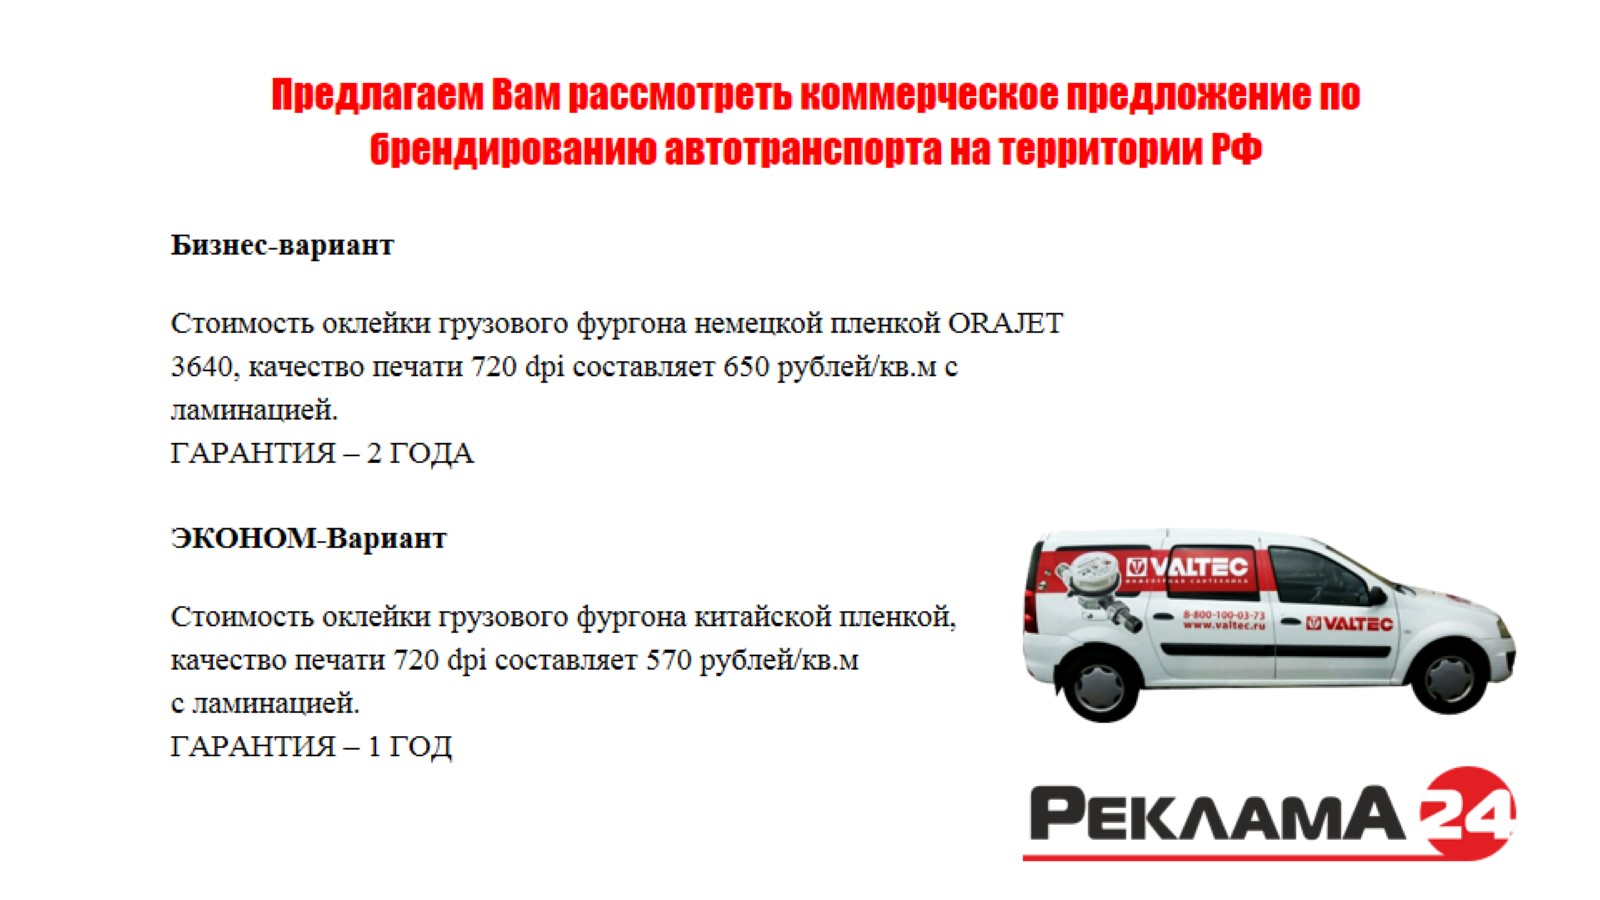 Предлагаем Вам рассмотреть коммерческое предложение по
брендированию автотранспорта на территории РФ
Бизнес-вариант
Стоимость оклейки грузового фургона немецкой пленкой ORAJET
3640, качество печати 720 dpi составляет 650 рублей/кв.м с
ламинацией.
ГАРАНТИЯ – 2 ГОДА
ЭКОНОМ-Вариант
Стоимость оклейки грузового фургона китайской пленкой,
качество печати 720 dpi составляет 570 рублей/кв.м
с ламинацией.
ГАРАНТИЯ – 1 ГОД
VALTEC
ИНЖЕНЕРНАЯ САНТЕХНИКА
8-800-100-03-73
www.valtec.ru
VALTEC
РЕКЛАМА 24